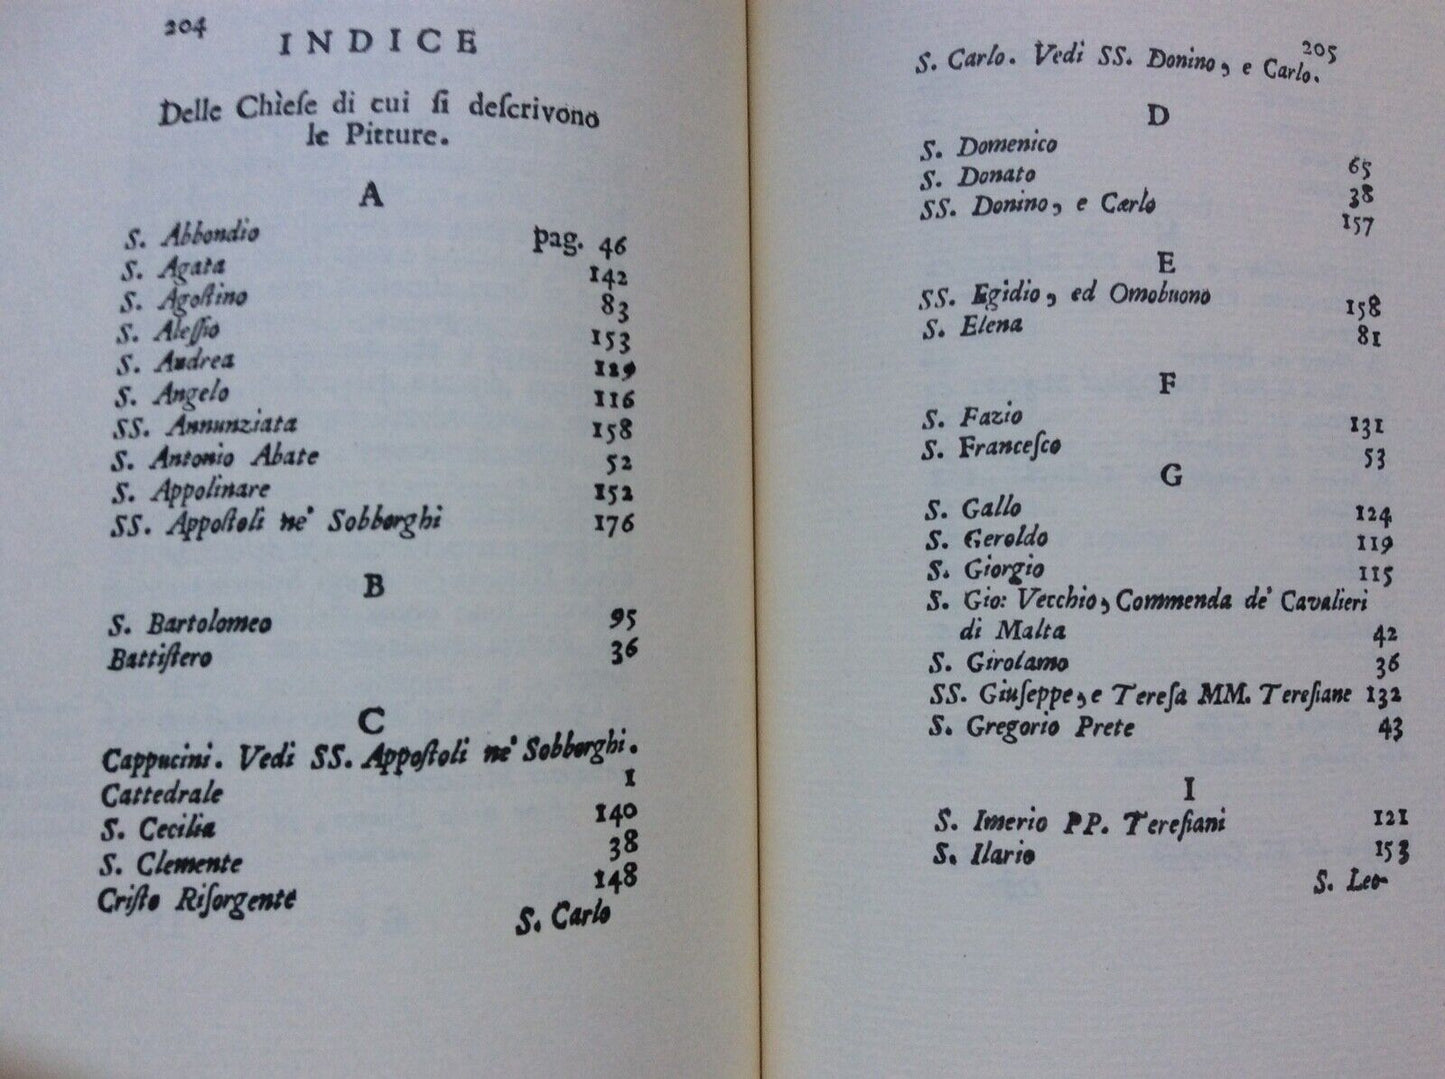 204
INDICE
Delle Chiese di cui ſi deſcrivono
le Pitture.
A
S. Abbondio pag. 46
S. Agata 142
S. Agoſtino 83
S. Aleſſio 153
S. Andrea 129
S. Angelo 116
SS. Annunziata 158
S. Antonio Abate 52
S. Appolinare 152
SS. Appoſtoli ne' Sobborghi 176
B
S. Bartolomeo 95
Battiſtero 36
C
Cappucini. Vedi SS. Appoſtoli ne' Sobborghi.
Cattedrale 1
S. Cecilia 140
S. Clemente 38
Criſto Riſorgente 148
S. Carlo
205
S. Carlo. Vedi SS. Donino, e Carlo.
D
S. Domenico 65
S. Donato 38
SS. Donino, e Carlo 157
E
SS. Egidio, ed Omobuono 158
S. Elena 81
F
S. Fazio 131
S. Franceſco 53
G
S. Gallo 124
S. Geroldo 119
S. Giorgio 115
S. Gio: Vecchio, Commenda de' Cavalieri
di Malta 42
S. Girolamo 36
SS. Giuſeppe, e Tereſa MM. Tereſiane 132
S. Gregorio Prete 43
I
S. Imerio PP. Tereſiani 121
S. Ilario 153
S. Leo-